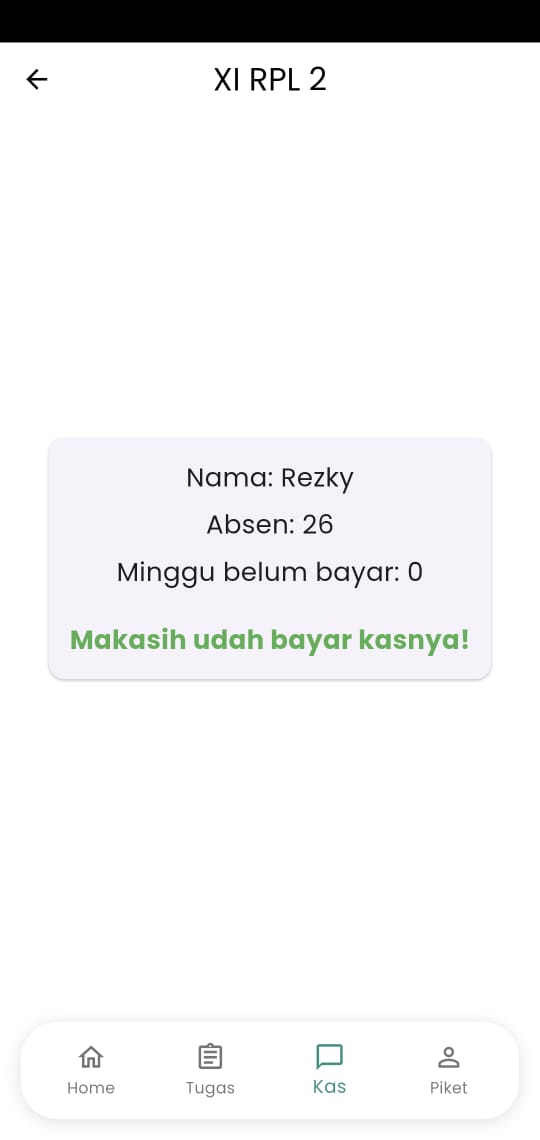 XI RPL 2
Nama: Rezky
Absen: 26
Minggu belum bayar: 0
Makasih udah bayar kasnya!
Home
Tugas
Kas
Piket